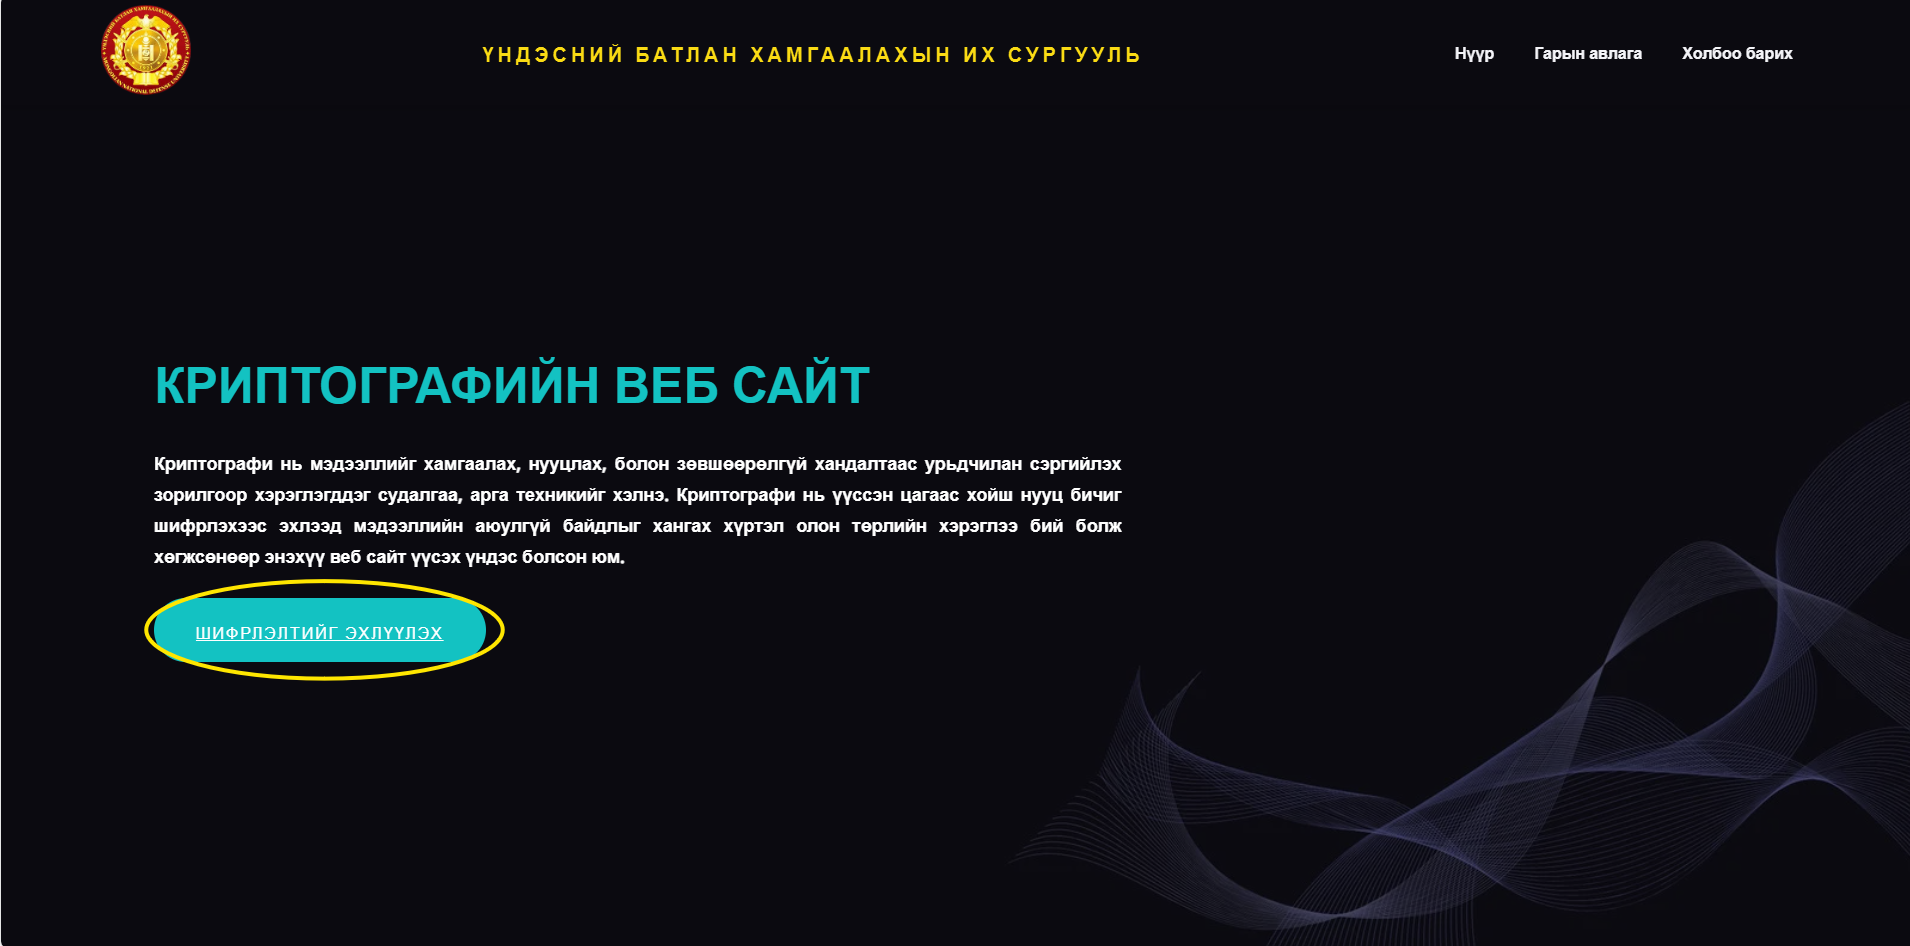 ҮНДЭСНИЙ БАТЛАН ХАМГААЛАХЫН ИХ СУРГУУЛЬ
Нүүр
Гарын авлага
Холбоо барих
КРИПТОГРАФИЙН ВЕБ САЙТ
Криптографи нь мэдээллийг хамгаалах, нууцлах, болон зөвшөөрөлгүй хандалтаас урьдчилан сэргийлэх
зорилгоор хэрэглэгддэг судалгаа, арга техникийг хэлнэ. Криптографи нь үүссэн цагаас хойш нууц бичиг
шифрлэхээс эхлээд мэдээллийн аюулгүй байдлыг хангах хүртэл олон төрлийн хэрэглээ бий болж
хөгжсөнөөр энэхүү веб сайт үүсэх үндэс болсон юм.
ШИФРЛЭЛТИЙГ ЭХЛҮҮЛЭХ